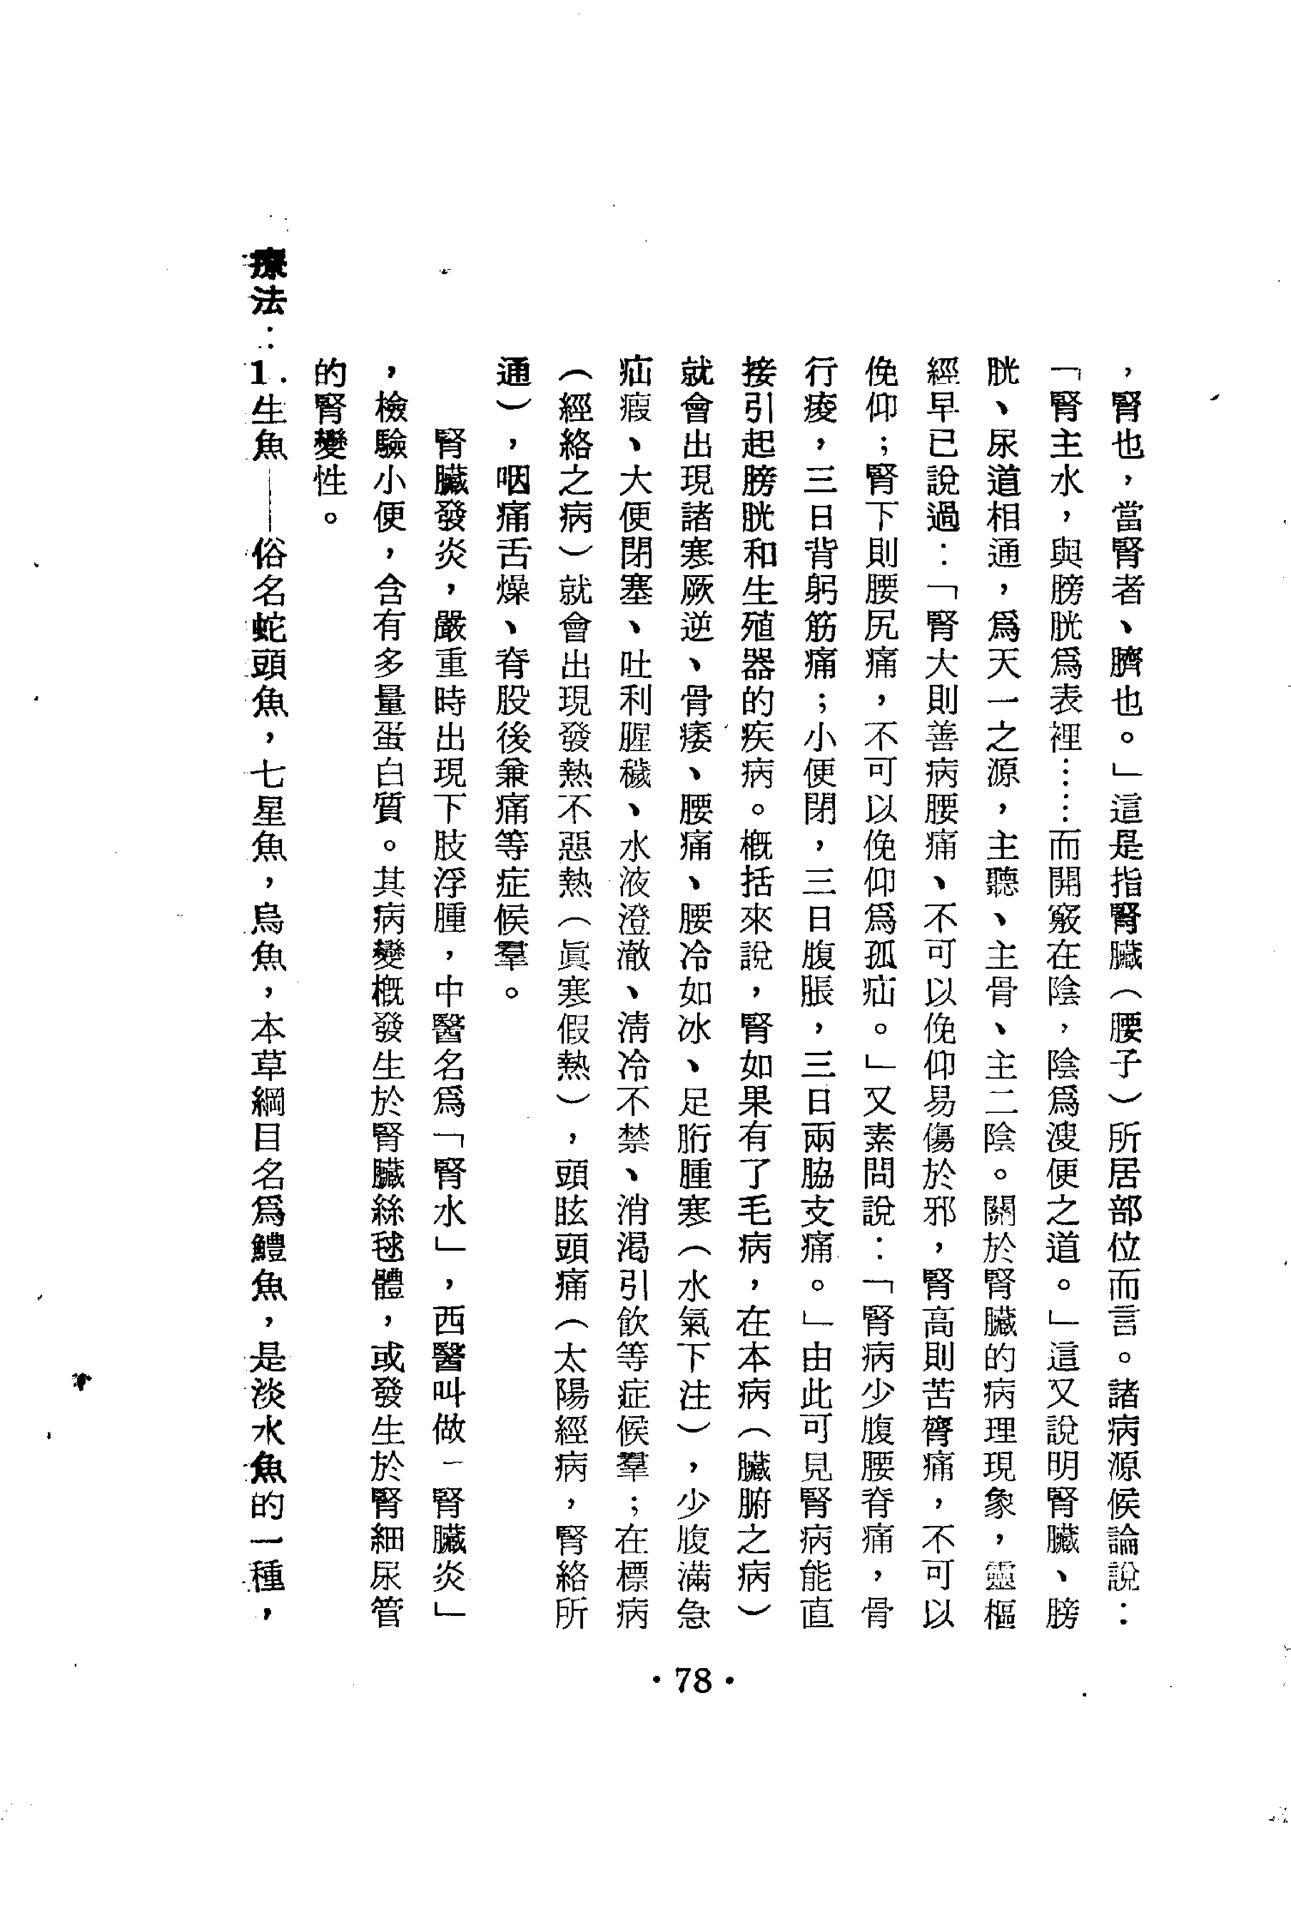 ，腎也，當腎者、臍也。」這是指腎臟（腰子）所居部位而言。諸病源候論說：
「腎主水，與膀胱爲表裡……而開竅在陰，陰爲溲便之道。」這又說明腎臟、膀
胱、尿道相通，爲天一之源，主聽、主骨、主二陰。關於腎臟的病理現象，靈樞
經早已說過：「腎大則善病腰痛、不可以俛仰易傷於邪，腎高則苦膂痛，不可以
俛仰；腎下則腰尻痛，不可以俛仰爲孤疝。」又素問說：「腎病少腹腰脊痛，骨
行痠，三日背躬筋痛；小便閉，三日腹脹，三日兩脇支痛。」由此可見腎病能直
接引起膀胱和生殖器的疾病。概括來說，腎如果有了毛病，在本病（臟腑之病）
就會出現諸寒厥逆、骨痿、腰痛、腰冷如冰、足胻腫寒（水氣下注），少腹滿急
疝瘕、大便閉塞、吐利腥穢、水液澄澈、淸冷不禁、消渴引飲等症候羣；在標病
（經絡之病）就會出現發熱不惡熱（眞寒假熱），頭眩頭痛（太陽經病，腎絡所
通），咽痛舌燥、脊股後兼痛等症候羣。
腎臟發炎，嚴重時出現下肢浮腫，中醫名爲「腎水」，西醫叫做「腎臟炎」
，檢驗小便，含有多量蛋白質。其病變概發生於腎臟絲毬體，或發生於腎細尿管
的腎變性。
療法：1.生魚——俗名蛇頭魚，七星魚，烏魚，本草綱目名爲鱧魚，是淡水魚的一種，
·78·